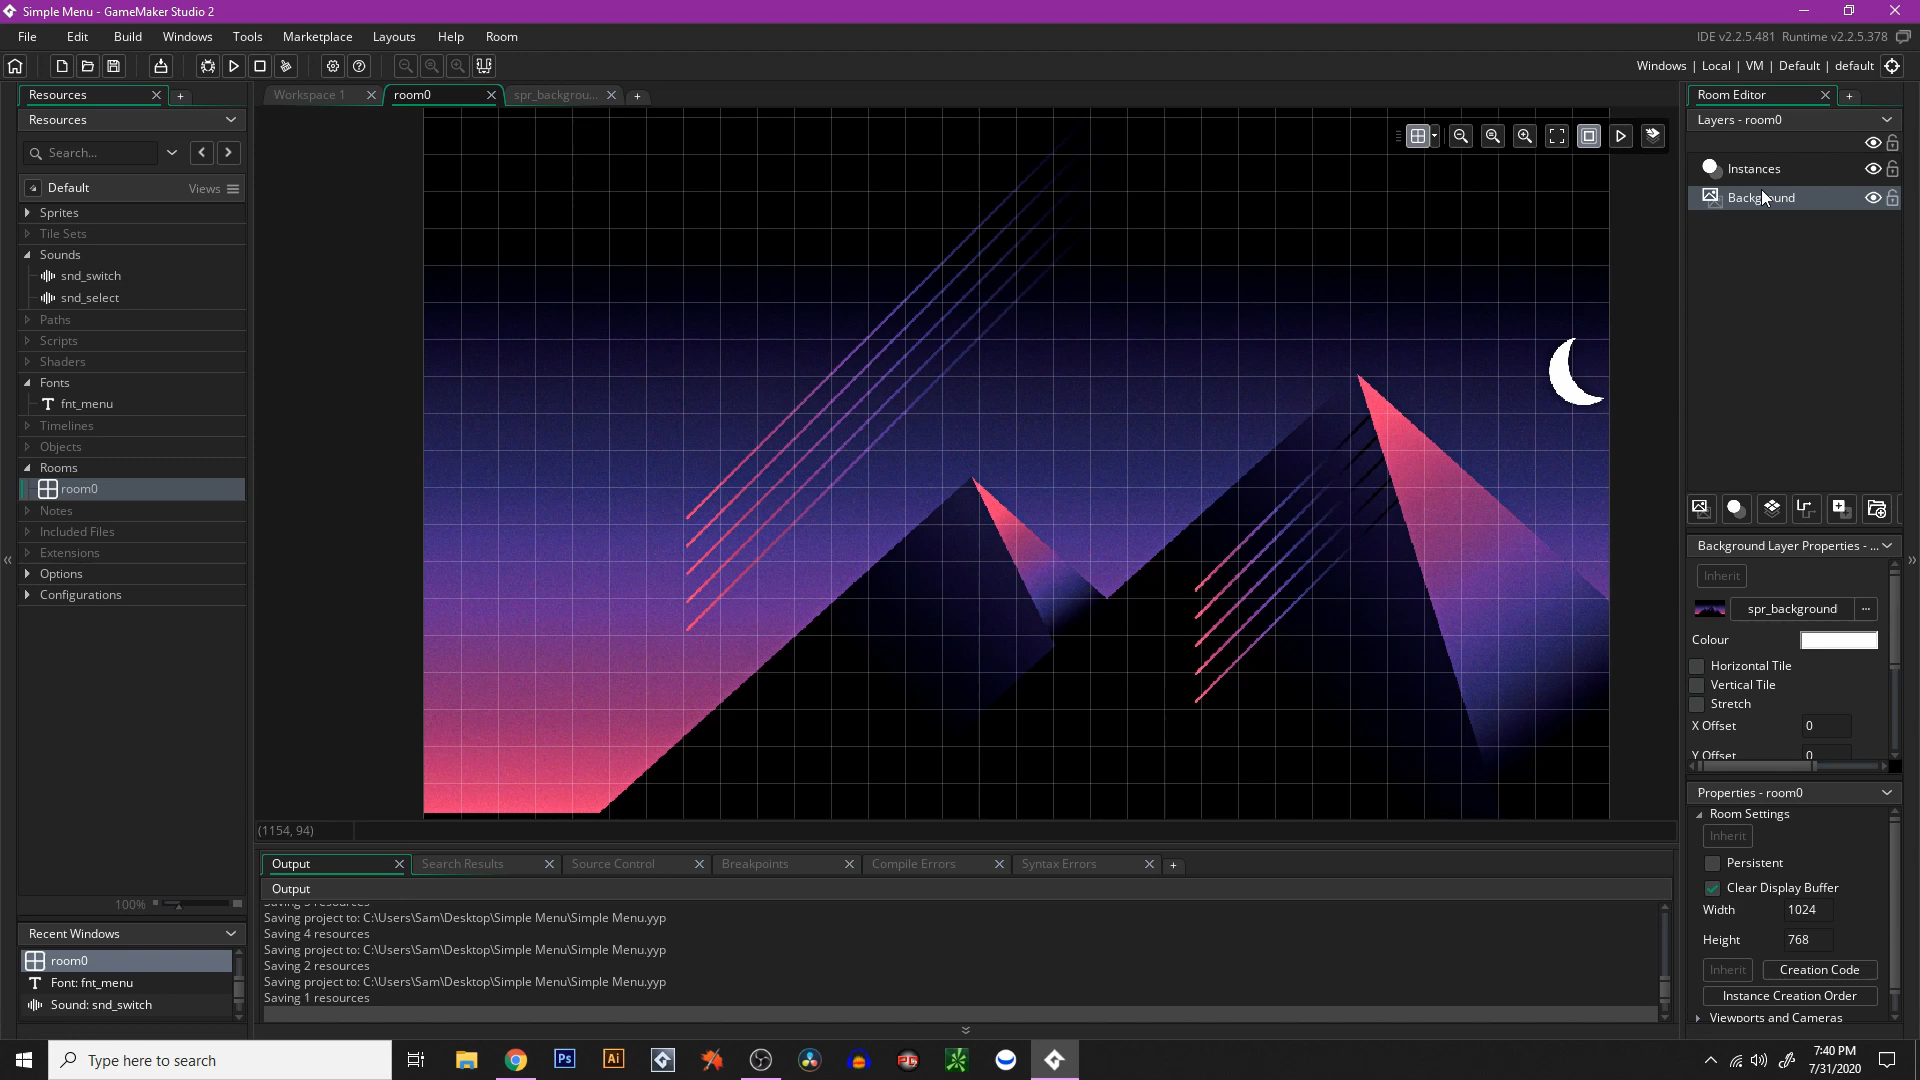 Simple Menu - GameMaker Studio 2
File Edit Build Windows Tools Marketplace Layouts Help Room
IDE v2.2.5.481 Runtime v2.2.5.378
Windows | Local | VM | Default | default
Resources
Workspace 1
room0
spr_backgrou...
Room Editor
Resources
Layers - room0
Search...
Default
Views
Instances
Background
Sprites
Tile Sets
Sounds
snd_switch
snd_select
Paths
Scripts
Shaders
Fonts
fnt_menu
Timelines
Objects
Rooms
room0
Notes
Included Files
Extensions
Options
Configurations
100%
Recent Windows
room0
Font: fnt_menu
Sound: snd_switch
(1154, 94)
Output
Search Results
Source Control
Breakpoints
Compile Errors
Syntax Errors
Output
Saving 5 resources
Saving project to: C:\Users\Sam\Desktop\Simple Menu\Simple Menu.yyp
Saving 4 resources
Saving project to: C:\Users\Sam\Desktop\Simple Menu\Simple Menu.yyp
Saving 2 resources
Saving project to: C:\Users\Sam\Desktop\Simple Menu\Simple Menu.yyp
Saving 1 resources
Background Layer Properties - ...
Inherit
spr_background
...
Colour
Horizontal Tile
Vertical Tile
Stretch
X Offset 0
Y Offset 0
Properties - room0
Room Settings
Inherit
Persistent
Clear Display Buffer
Width 1024
Height 768
Inherit Creation Code
Instance Creation Order
Viewports and Cameras
Type here to search
Ps
Ai
7:40 PM
7/31/2020